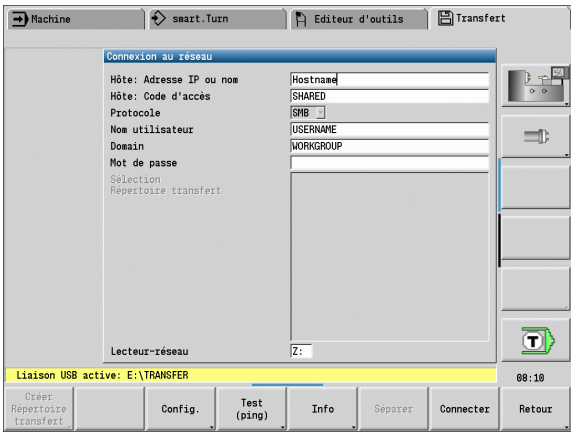 Machine
smart.Turn
Editeur d'outils
Transfert
Connexion au réseau
Hôte: Adresse IP ou nom
Hostname
Hôte: Code d'accès
SHARED
Protocole
SMB
Nom utilisateur
USERNAME
Domain
WORKGROUP
Mot de passe
Sélection
Répertoire transfert
Lecteur-réseau
Z:
Liaison USB active: E:\TRANSFER
T
08:10
Créer
Répertoire
transfert
Config.
Test
(ping)
Info
Séparer
Connecter
Retour